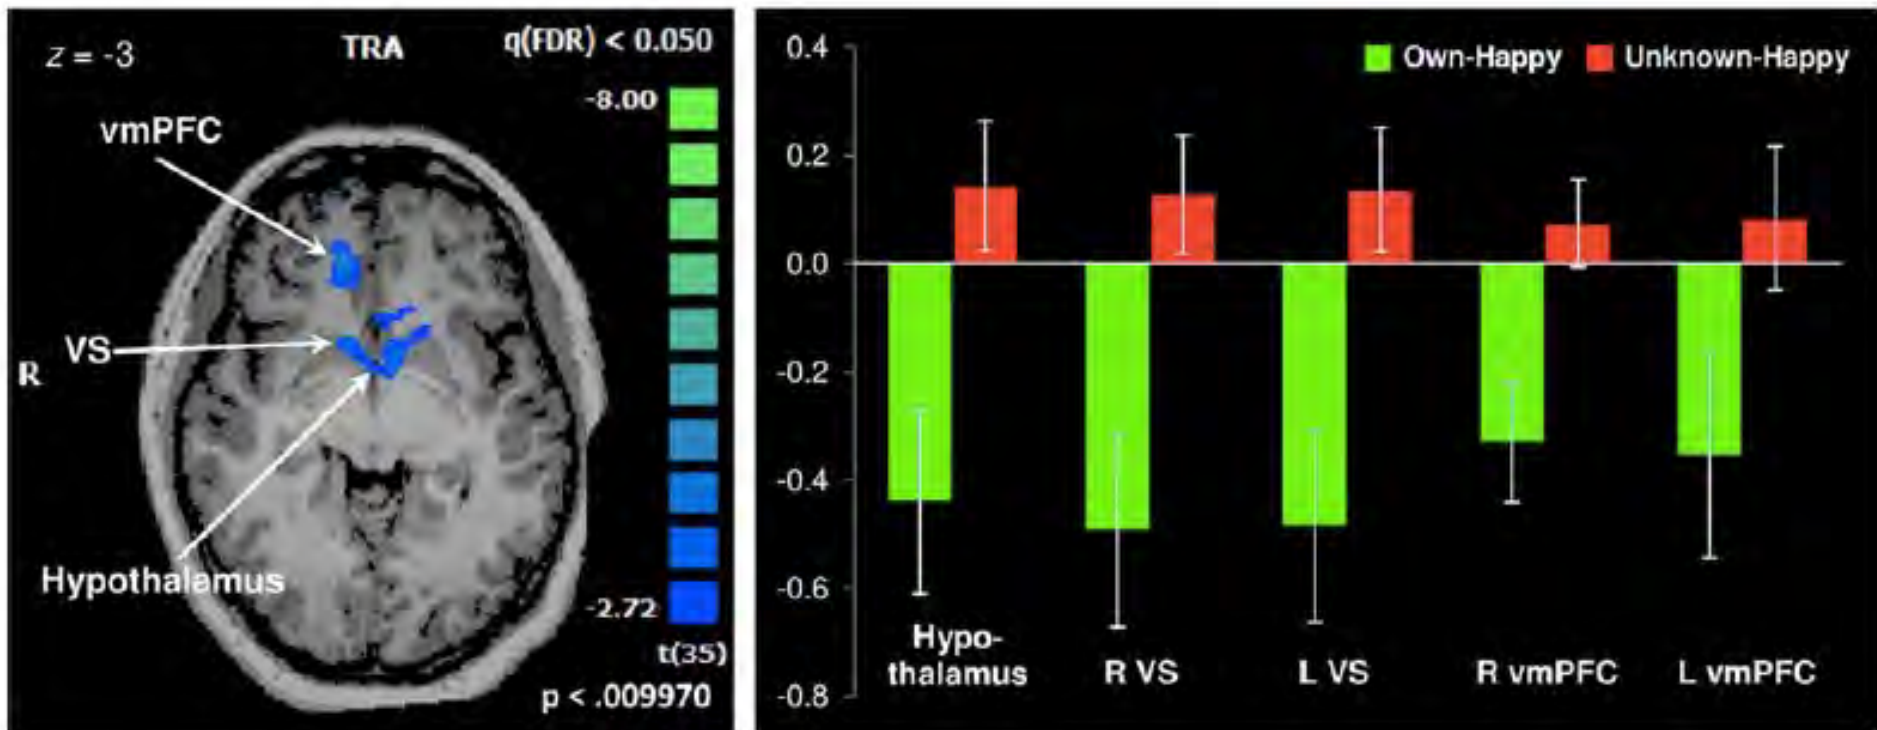 z = -3
TRA
q(FDR) < 0.050
-8.00
vmPFC
VS
R
Hypothalamus
-2.72
t(35)
p < .009970
Own-Happy
Unknown-Happy
0.4
0.2
0.0
-0.2
-0.4
-0.6
-0.8
Hypo-
thalamus
R VS
L VS
R vmPFC
L vmPFC